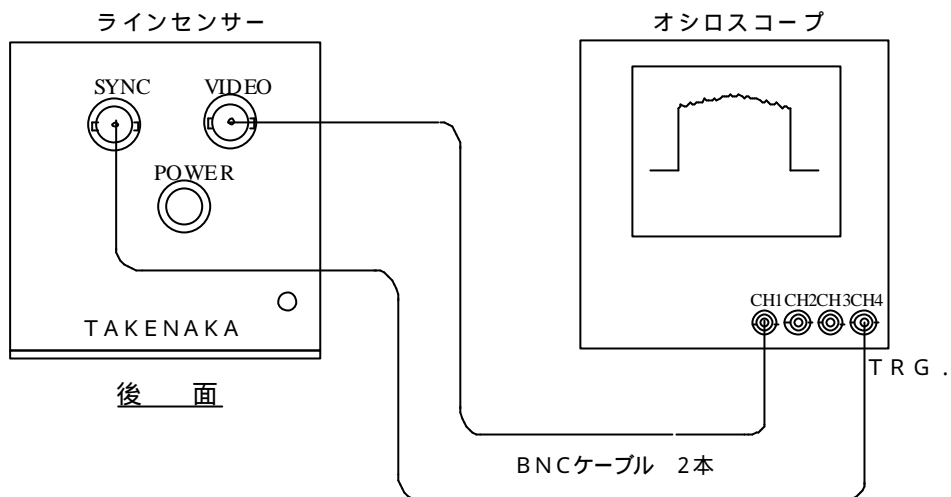 ラインセンサー
オシロスコープ
SYNC
VIDEO
POWER
TAKENAKA
後 面
CH1 CH2 CH3 CH4
TRG.
BNCケーブル 2本